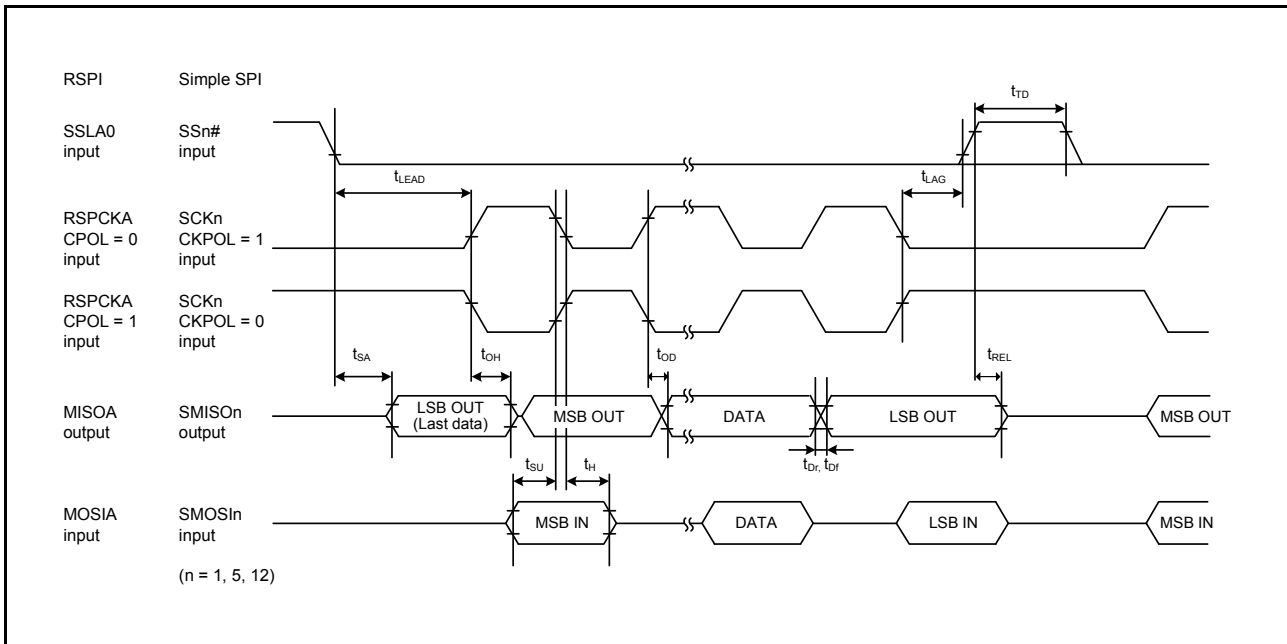 RSPI Simple SPI
tTD
SSLA0 SSn#
input input
tLEAD tLAG
RSPCKA SCKn
CPOL = 0 CKPOL = 1
input input
RSPCKA SCKn
CPOL = 1 CKPOL = 0
input input
tSA tOH tOD tREL
MISOA SMISOn
output output
LSB OUT
(Last data)
MSB OUT DATA LSB OUT MSB OUT
tSU tH tDr, tDf
MOSIA SMOSIn
input input
MSB IN DATA LSB IN MSB IN
(n = 1, 5, 12)